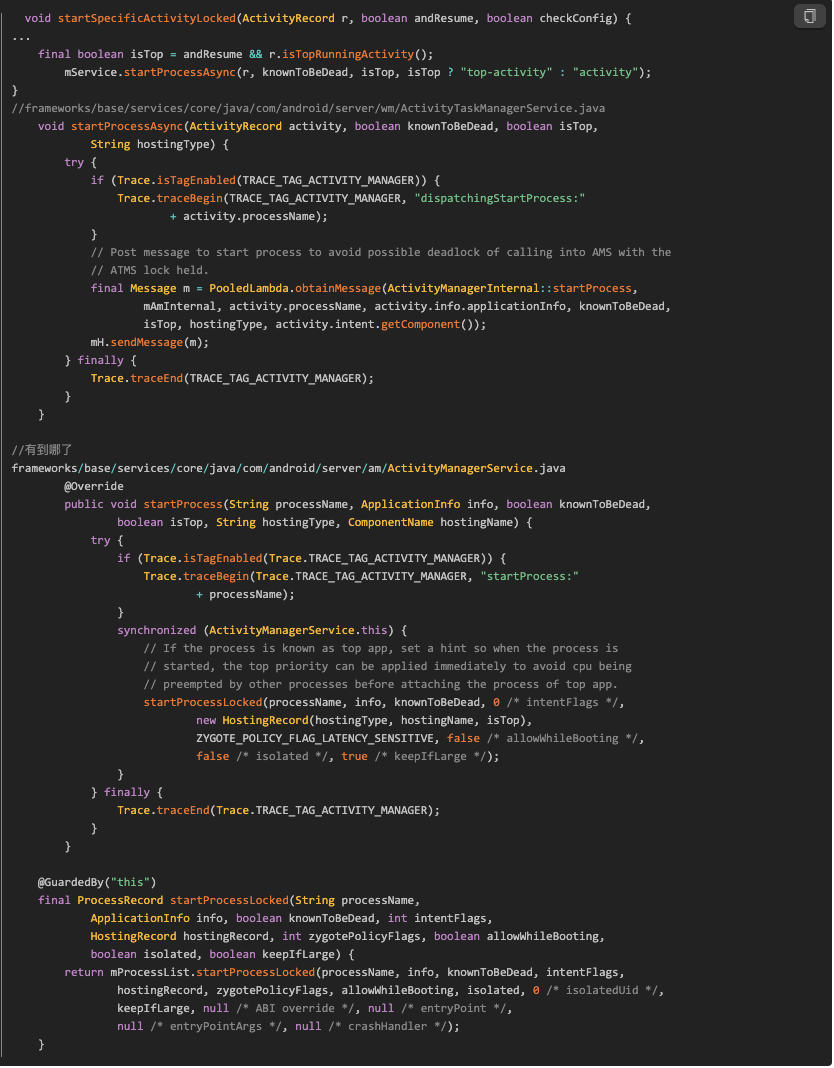 void startSpecificActivityLocked(ActivityRecord r, boolean andResume, boolean checkConfig) {
...
final boolean isTop = andResume && r.isTopRunningActivity();
mService.startProcessAsync(r, knownToBeDead, isTop, isTop ? "top-activity" : "activity");
}
//frameworks/base/services/core/java/com/android/server/wm/ActivityTaskManagerService.java
void startProcessAsync(ActivityRecord activity, boolean knownToBeDead, boolean isTop,
String hostingType) {
try {
if (Trace.isTagEnabled(TRACE_TAG_ACTIVITY_MANAGER)) {
Trace.traceBegin(TRACE_TAG_ACTIVITY_MANAGER, "dispatchingStartProcess:"
+ activity.processName);
}
// Post message to start process to avoid possible deadlock of calling into AMS with the
// ATMS lock held.
final Message m = PooledLambda.obtainMessage(ActivityManagerInternal::startProcess,
mAmInternal, activity.processName, activity.info.applicationInfo, knownToBeDead,
isTop, hostingType, activity.intent.getComponent());
mH.sendMessage(m);
} finally {
Trace.traceEnd(TRACE_TAG_ACTIVITY_MANAGER);
}
}
//有到哪了
frameworks/base/services/core/java/com/android/server/am/ActivityManagerService.java
@Override
public void startProcess(String processName, ApplicationInfo info, boolean knownToBeDead,
boolean isTop, String hostingType, ComponentName hostingName) {
try {
if (Trace.isTagEnabled(Trace.TRACE_TAG_ACTIVITY_MANAGER)) {
Trace.traceBegin(Trace.TRACE_TAG_ACTIVITY_MANAGER, "startProcess:"
+ processName);
}
synchronized (ActivityManagerService.this) {
// If the process is known as top app, set a hint so when the process is
// started, the top priority can be applied immediately to avoid cpu being
// preempted by other processes before attaching the process of top app.
startProcessLocked(processName, info, knownToBeDead, 0 /* intentFlags */,
new HostingRecord(hostingType, hostingName, isTop),
ZYGOTE_POLICY_FLAG_LATENCY_SENSITIVE, false /* allowWhileBooting */,
false /* isolated */, true /* keepIfLarge */);
}
} finally {
Trace.traceEnd(Trace.TRACE_TAG_ACTIVITY_MANAGER);
}
}
@GuardedBy("this")
final ProcessRecord startProcessLocked(String processName,
ApplicationInfo info, boolean knownToBeDead, int intentFlags,
HostingRecord hostingRecord, int zygotePolicyFlags, boolean allowWhileBooting,
boolean isolated, boolean keepIfLarge) {
return mProcessList.startProcessLocked(processName, info, knownToBeDead, intentFlags,
hostingRecord, zygotePolicyFlags, allowWhileBooting, isolated, 0 /* isolatedUid */,
keepIfLarge, null /* ABI override */, null /* entryPoint */,
null /* entryPointArgs */, null /* crashHandler */);
}